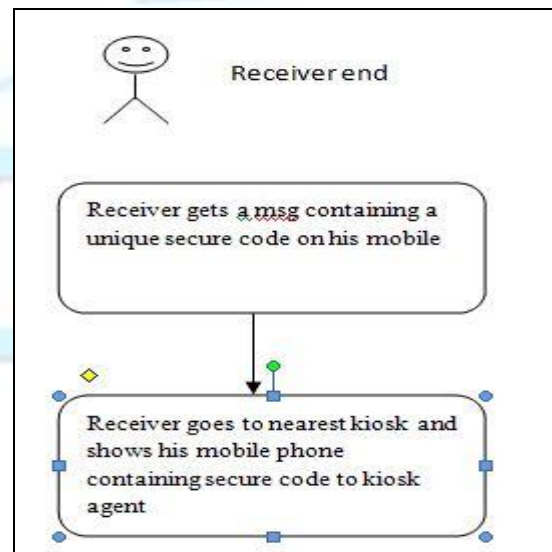 Receiver end
Receiver gets a msg containing a
unique secure code on his mobile
Receiver goes to nearest kiosk and
shows his mobile phone
containing secure code to kiosk
agent